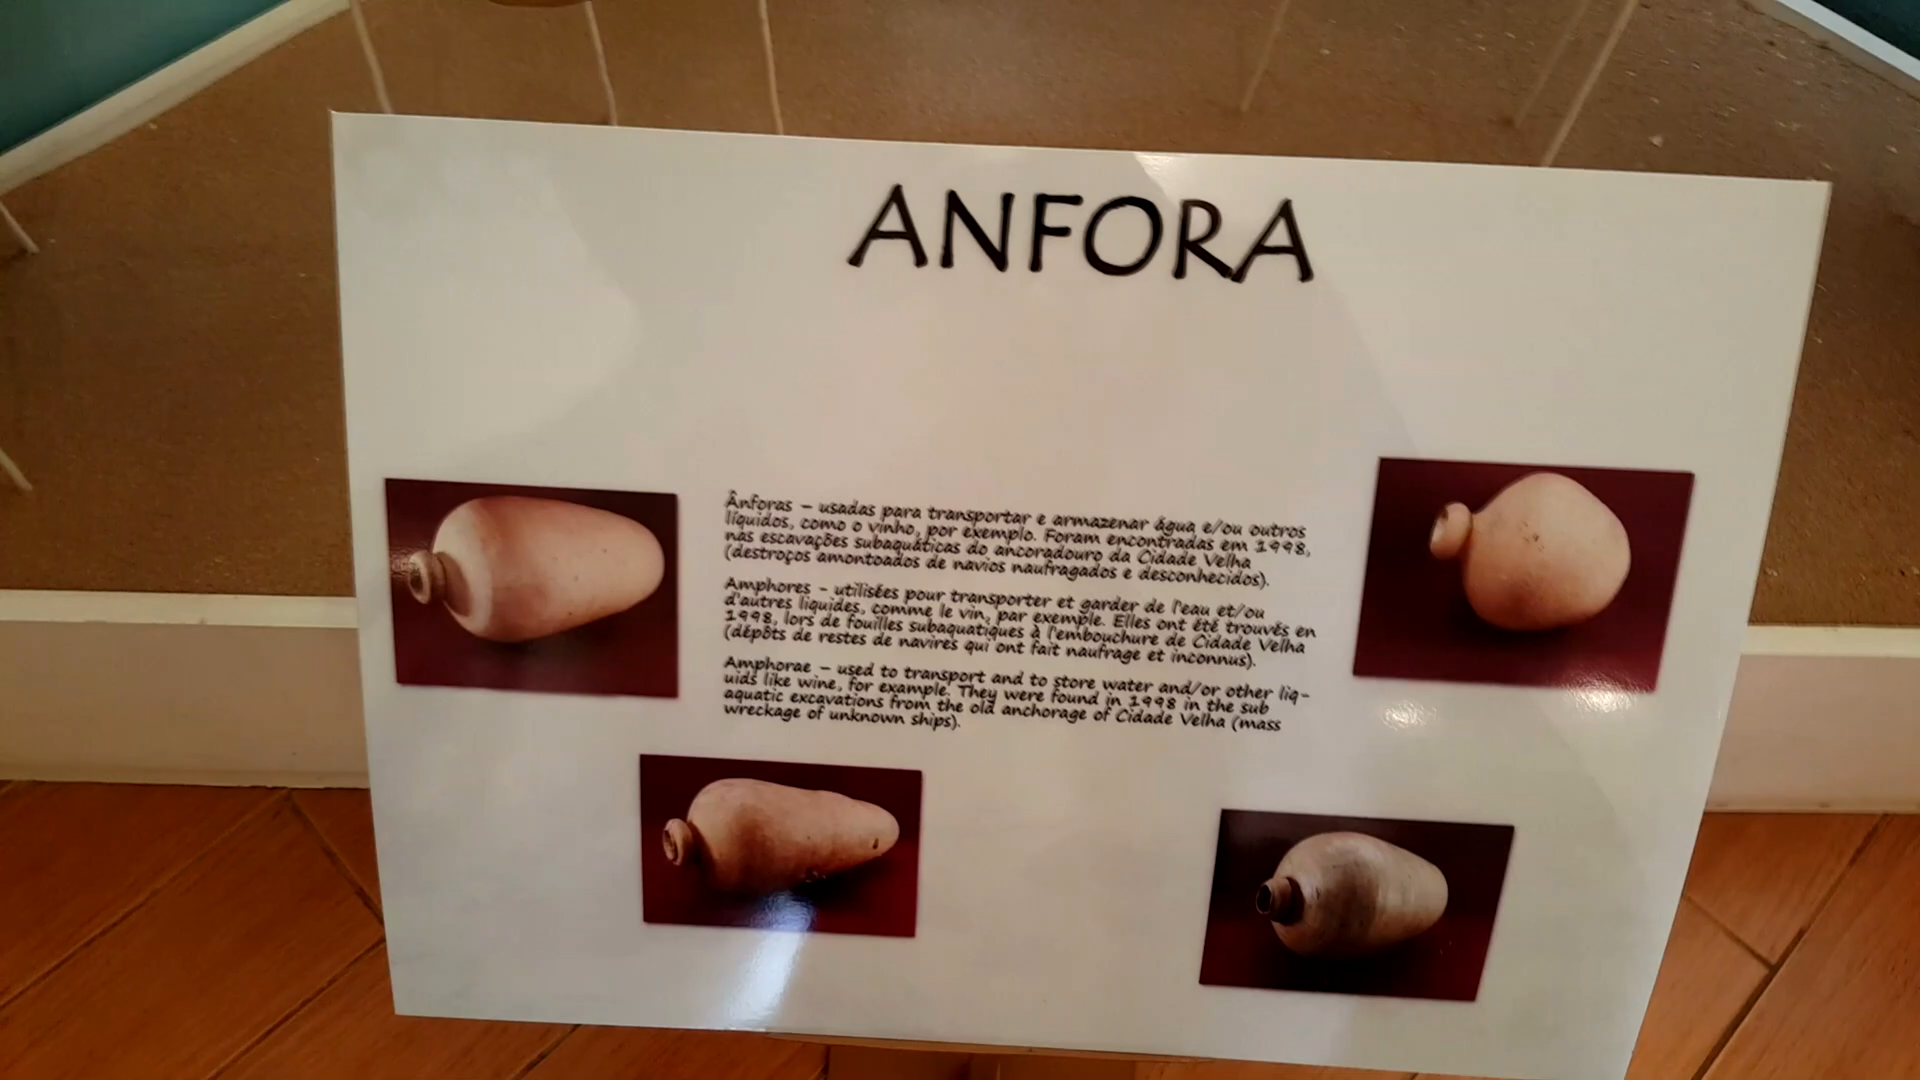 ANFORA
Ânforas – usadas para transportar e armazenar água e/ou outros
líquidos, como o vinho, por exemplo. Foram encontradas em 1998,
nas escavações subaquáticas do ancoradouro da Cidade Velha
(destroços amontoados de navios naufragados e desconhecidos).
Amphores – utilisées pour transporter et garder de l'eau et/ou
d'autres liquides, comme le vin, par exemple. Elles ont été trouvés en
1998, lors de fouilles subaquatiques à l'embouchure de Cidade Velha
(dépôts de restes de navires qui ont fait naufrage et inconnus).
Amphorae – used to transport and to store water and/or other liq-
uids like wine, for example. They were found in 1998 in the sub
aquatic excavations from the old anchorage of Cidade Velha (mass
wreckage of unknown ships).